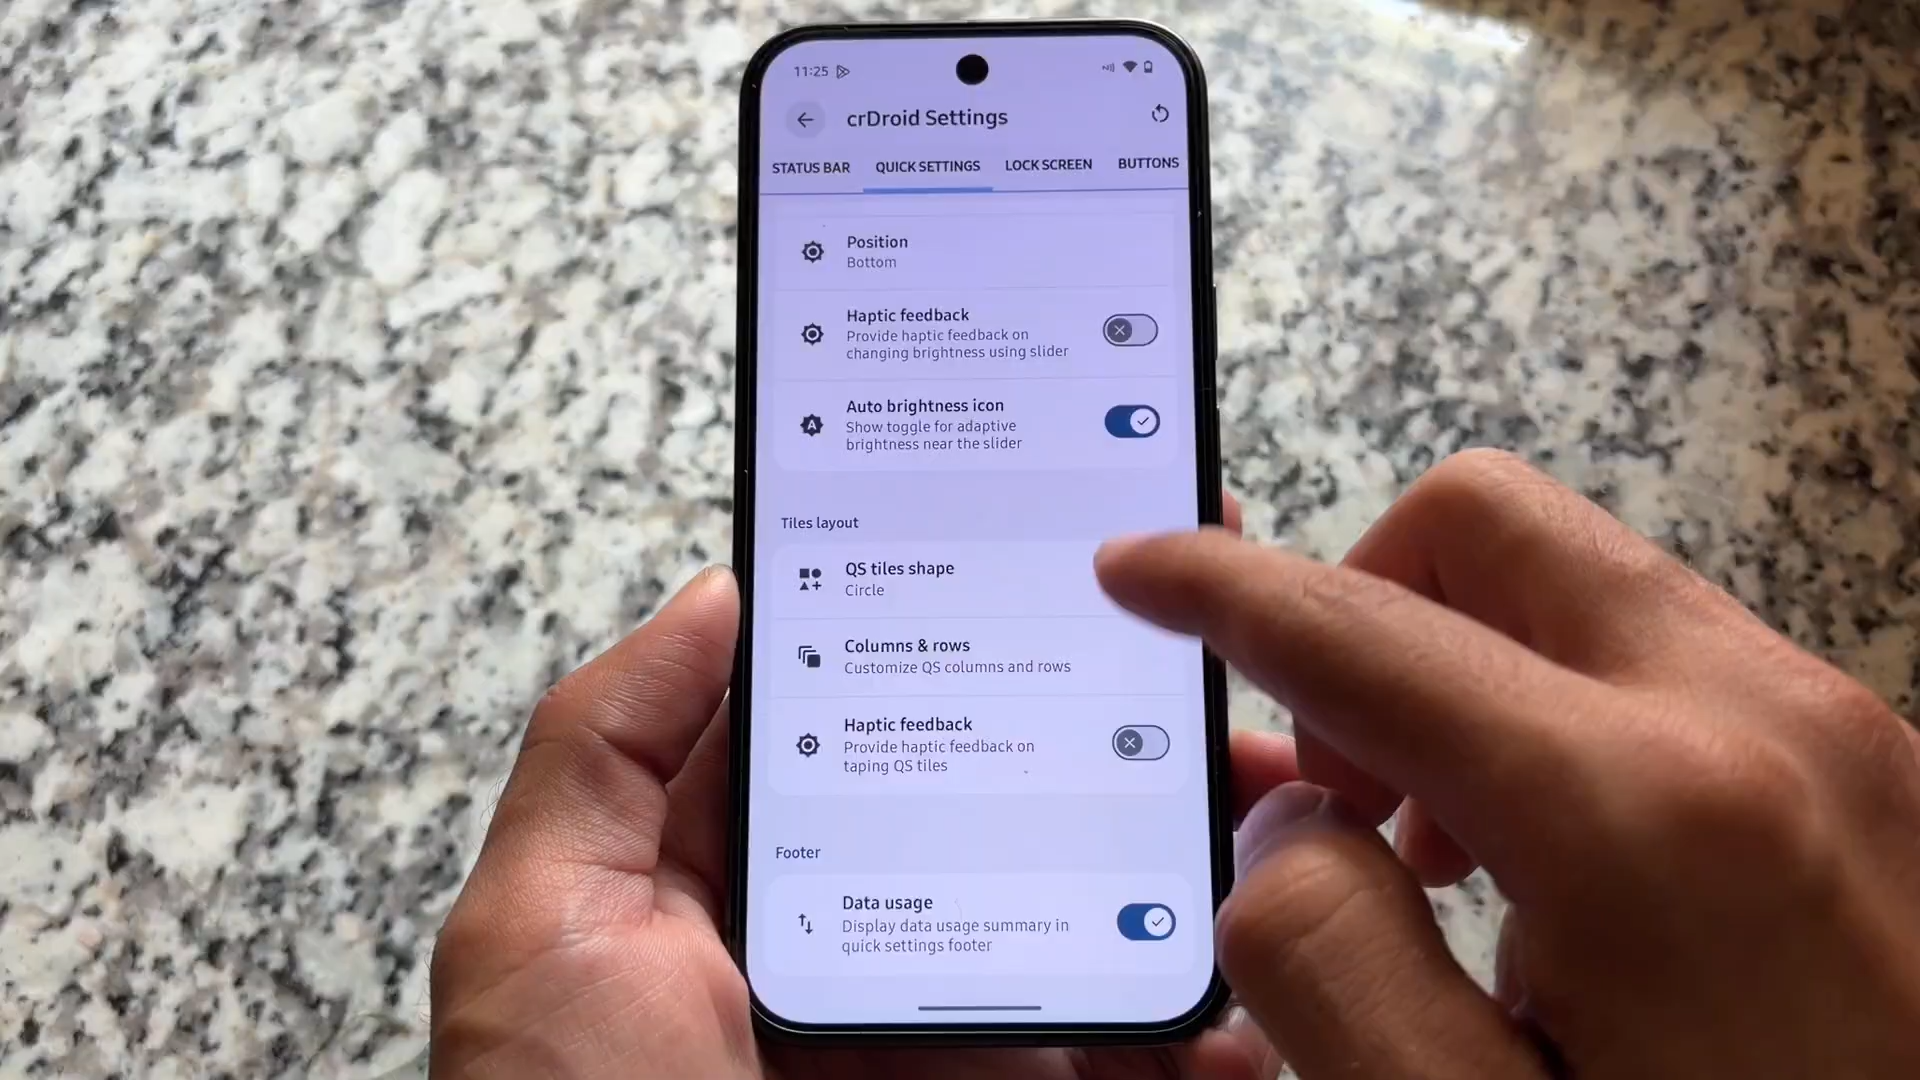 11:25
crDroid Settings
STATUS BAR QUICK SETTINGS LOCK SCREEN BUTTONS
Position
Bottom
Haptic feedback
Provide haptic feedback on
changing brightness using slider
Auto brightness icon
Show toggle for adaptive
brightness near the slider
Tiles layout
QS tiles shape
Circle
Columns & rows
Customize QS columns and rows
Haptic feedback
Provide haptic feedback on
taping QS tiles
Footer
Data usage
Display data usage summary in
quick settings footer